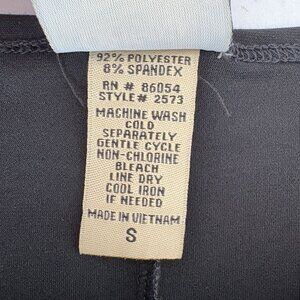 92% POLYESTER
8% SPANDEX
RN # 86054
STYLE# 2573
MACHINE WASH
COLD
SEPARATELY
GENTLE CYCLE
NON-CHLORINE
BLEACH
LINE DRY
COOL IRON
IF NEEDED
MADE IN VIETNAM
S